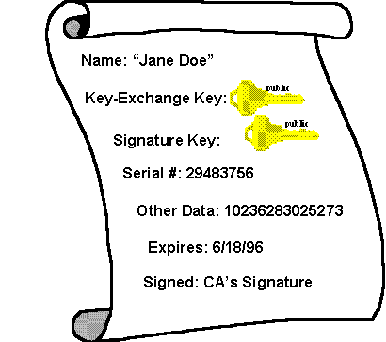 Name: “Jane Doe”
Key-Exchange Key: public
Signature Key: public
Serial #: 29483756
Other Data: 10236283025273
Expires: 6/18/96
Signed: CA's Signature